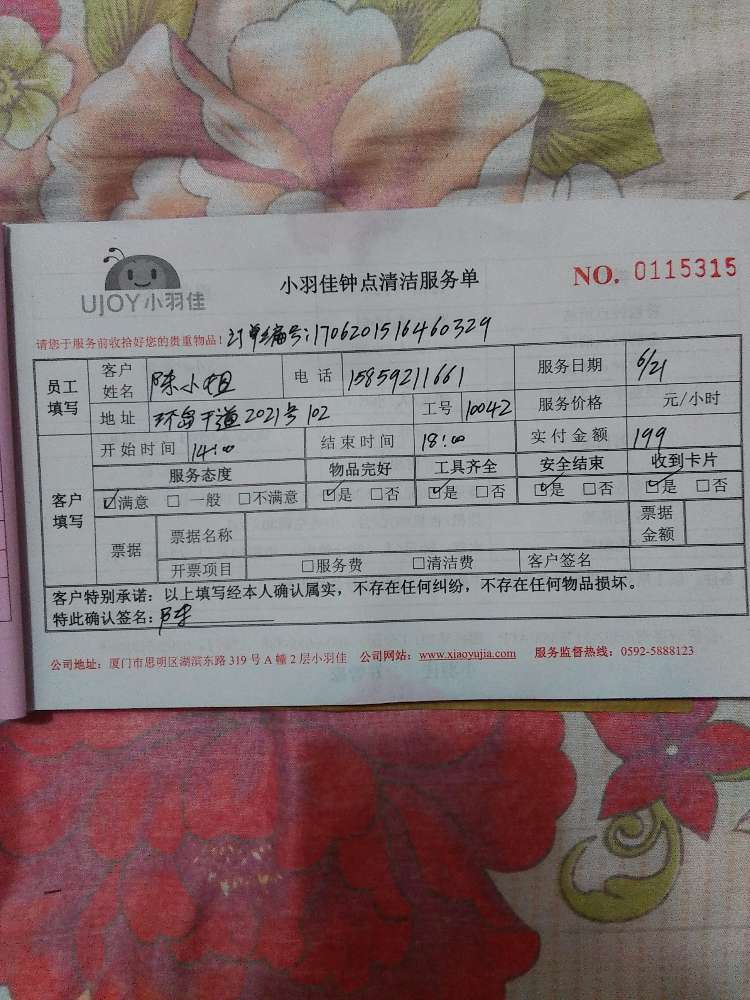 UJOY小羽佳
小羽佳钟点清洁服务单
NO. 0115315
请您于服务前收拾好您的贵重物品！订单编号：170620151646​0329
员工填写 客户姓名 陈小姐 电话 15859211661 服务日期 6/21
地址 环岛干道2021号102 工号 10042 服务价格 元/小时
客户填写 开始时间 14:00 结束时间 18:00 实付金额 199
服务态度 物品完好 工具齐全 安全结束 收到卡片
☑满意 □一般 □不满意 ☑是 □否 ☑是 □否 ☑是 □否 ☑是 □否
票据 票据名称 票据金额
开票项目 □服务费 □清洁费 客户签名
客户特别承诺：以上填写经本人确认属实，不存在任何纠纷，不存在任何物品损坏。
特此确认签名：陈
公司地址：厦门市思明区湖滨东路 319 号 A 幢 2 层小羽佳 公司网站：www.xiaoyujia.com 服务监督热线：0592-5888123